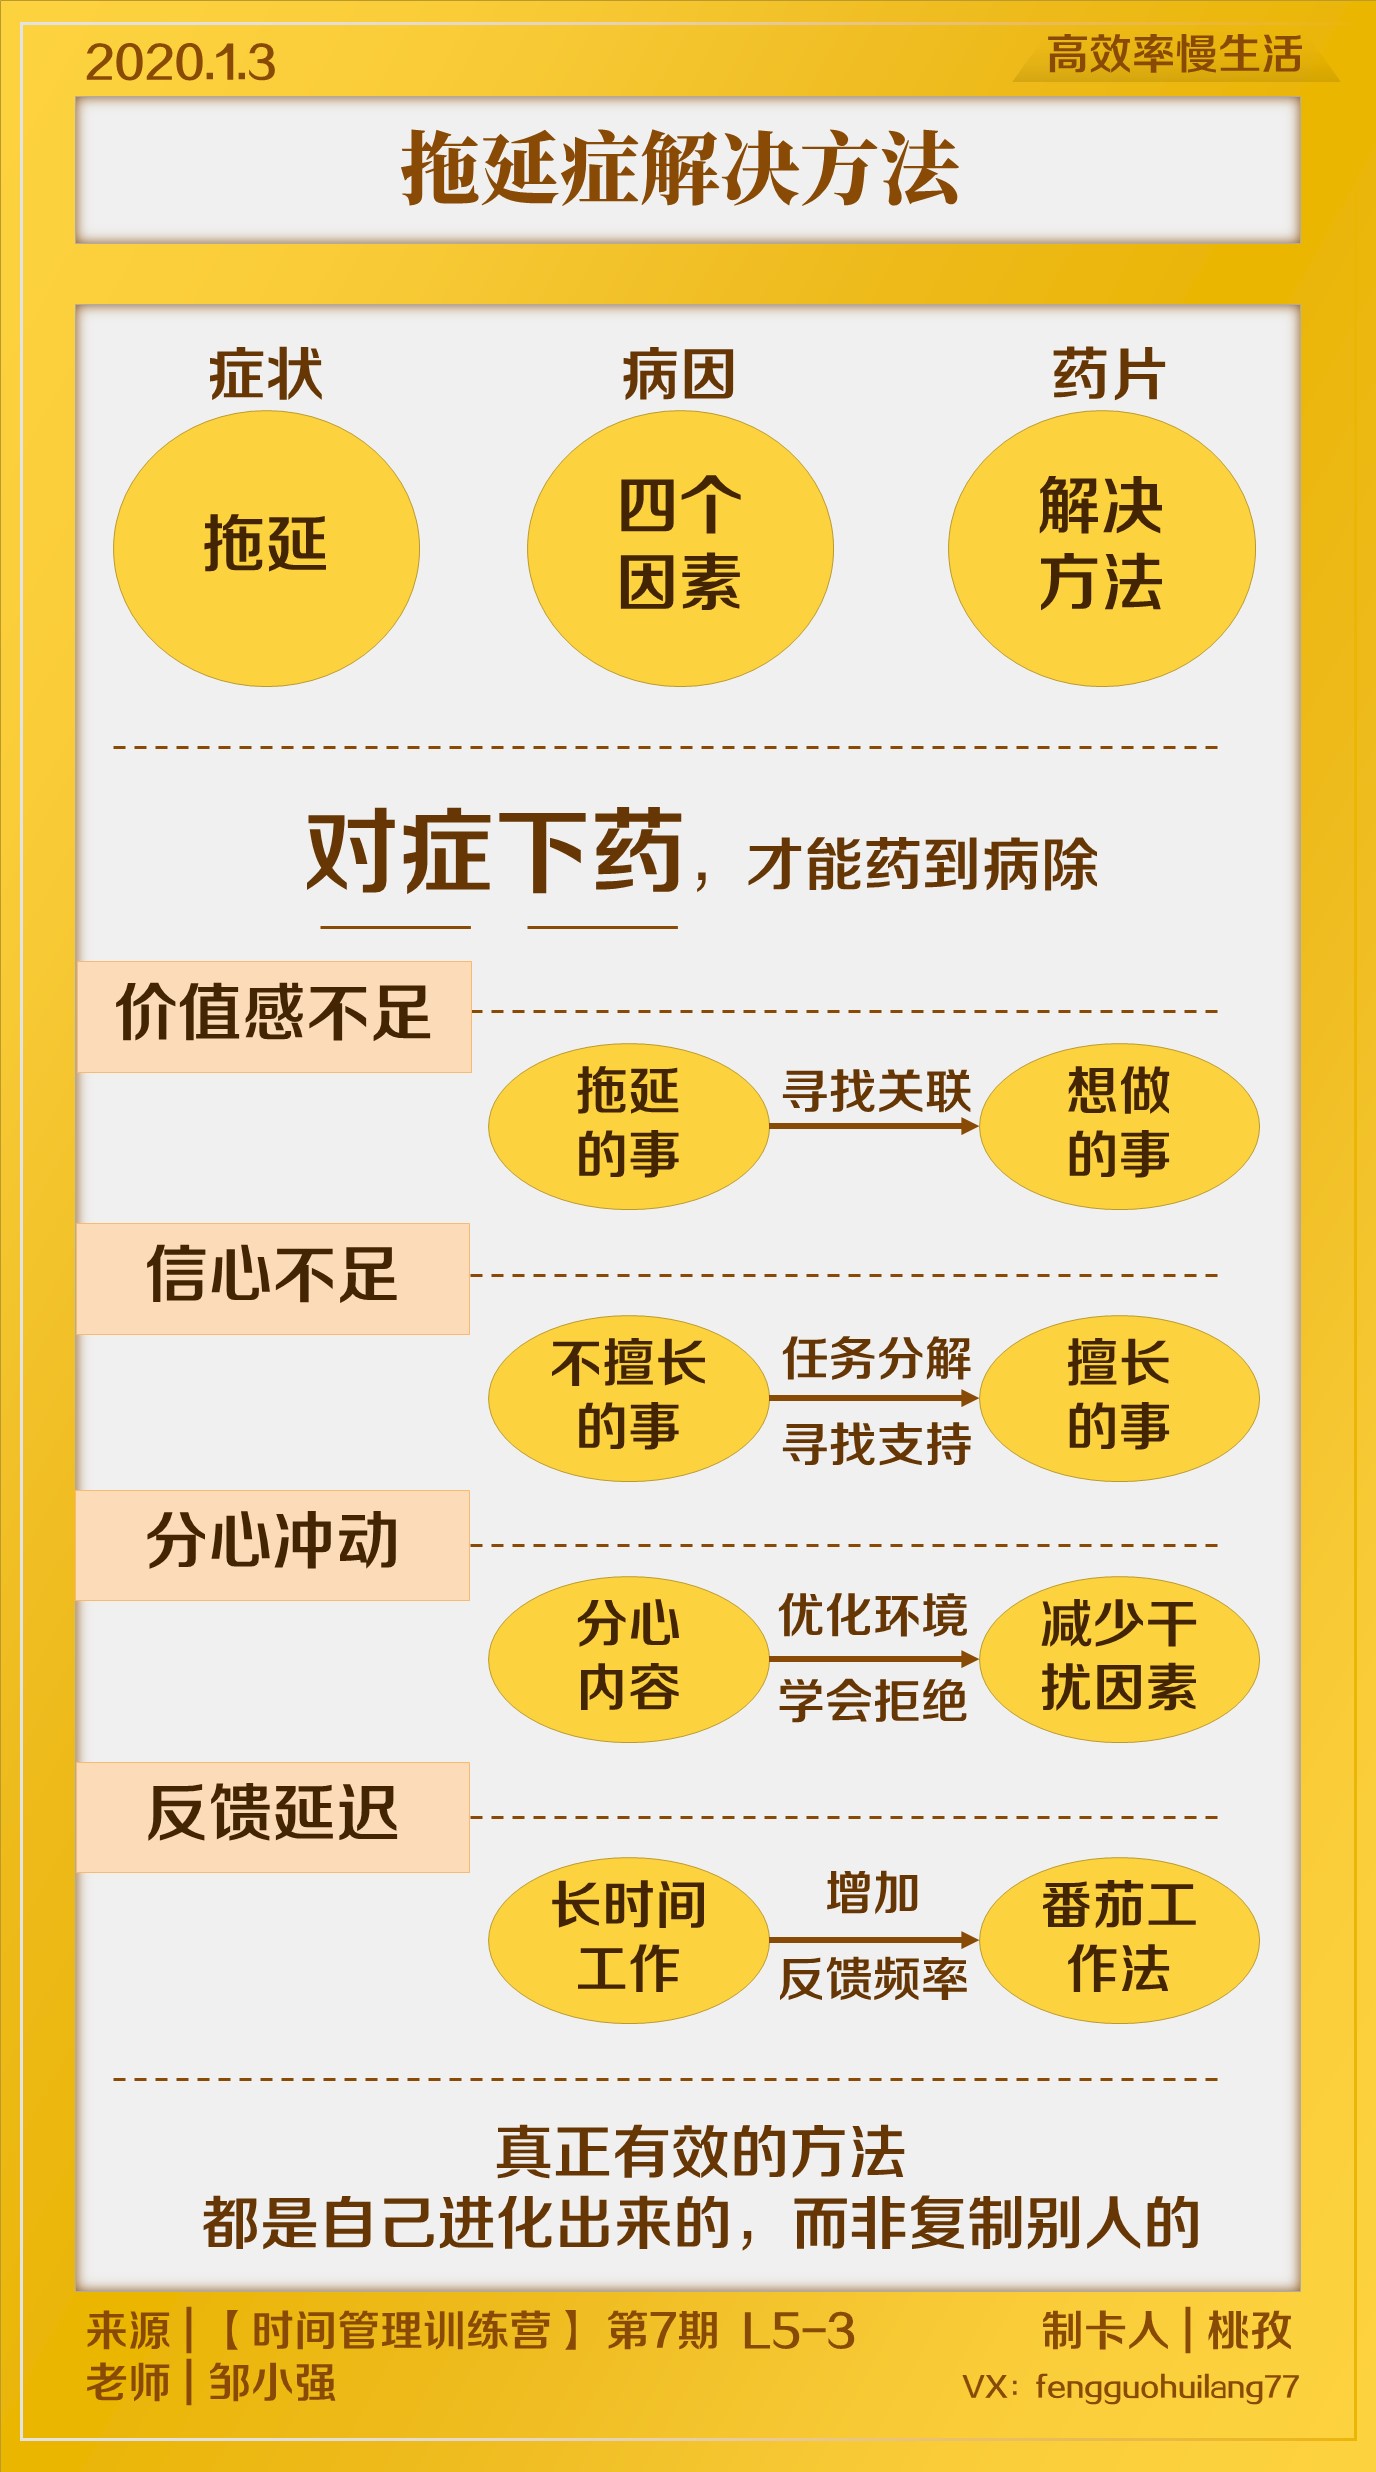 2020.1.3
高效率慢生活
拖延症解决方法
症状
病因
药片
拖延
四个
因素
解决
方法
对症下药，才能药到病除
价值感不足
拖延
的事
寻找关联
想做
的事
信心不足
不擅长
的事
任务分解
寻找支持
擅长
的事
分心冲动
分心
内容
优化环境
学会拒绝
减少干
扰因素
反馈延迟
长时间
工作
增加
反馈频率
番茄工
作法
真正有效的方法
都是自己进化出来的，而非复制别人的
来源|【时间管理训练营】第7期 L5-3
制卡人|桃孜
老师|邹小强
VX：fengguohuilang77